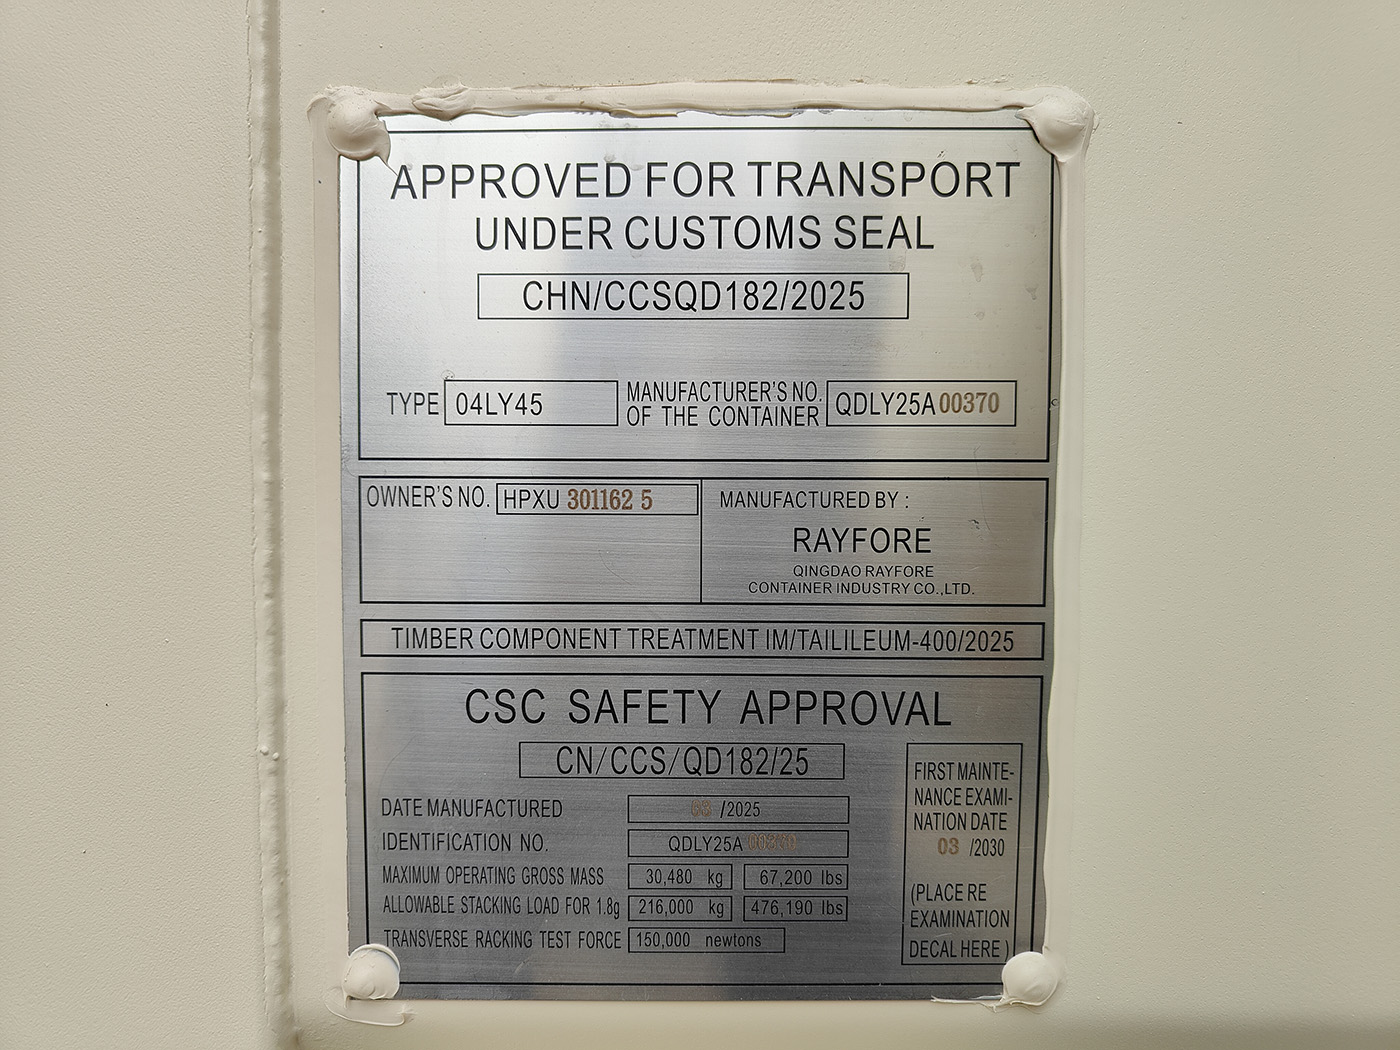 APPROVED FOR TRANSPORT
UNDER CUSTOMS SEAL
CHN/CCSQD182/2025
TYPE 04LY45
MANUFACTURER'S NO.
OF THE CONTAINER
QDLY25A 00370
OWNER'S NO. HPXU 301162 5
MANUFACTURED BY :
RAYFORE
QINGDAO RAYFORE
CONTAINER INDUSTRY CO.,LTD.
TIMBER COMPONENT TREATMENT IM/TAILILEUM-400/2025
CSC SAFETY APPROVAL
CN/CCS/QD182/25
DATE MANUFACTURED 03 /2025
IDENTIFICATION NO. QDLY25A 00370
MAXIMUM OPERATING GROSS MASS 30,480 kg 67,200 lbs
ALLOWABLE STACKING LOAD FOR 1.8g 216,000 kg 476,190 lbs
TRANSVERSE RACKING TEST FORCE 150,000 newtons
FIRST MAINTE-
NANCE EXAMI-
NATION DATE
03 /2030
(PLACE RE
EXAMINATION
DECAL HERE )